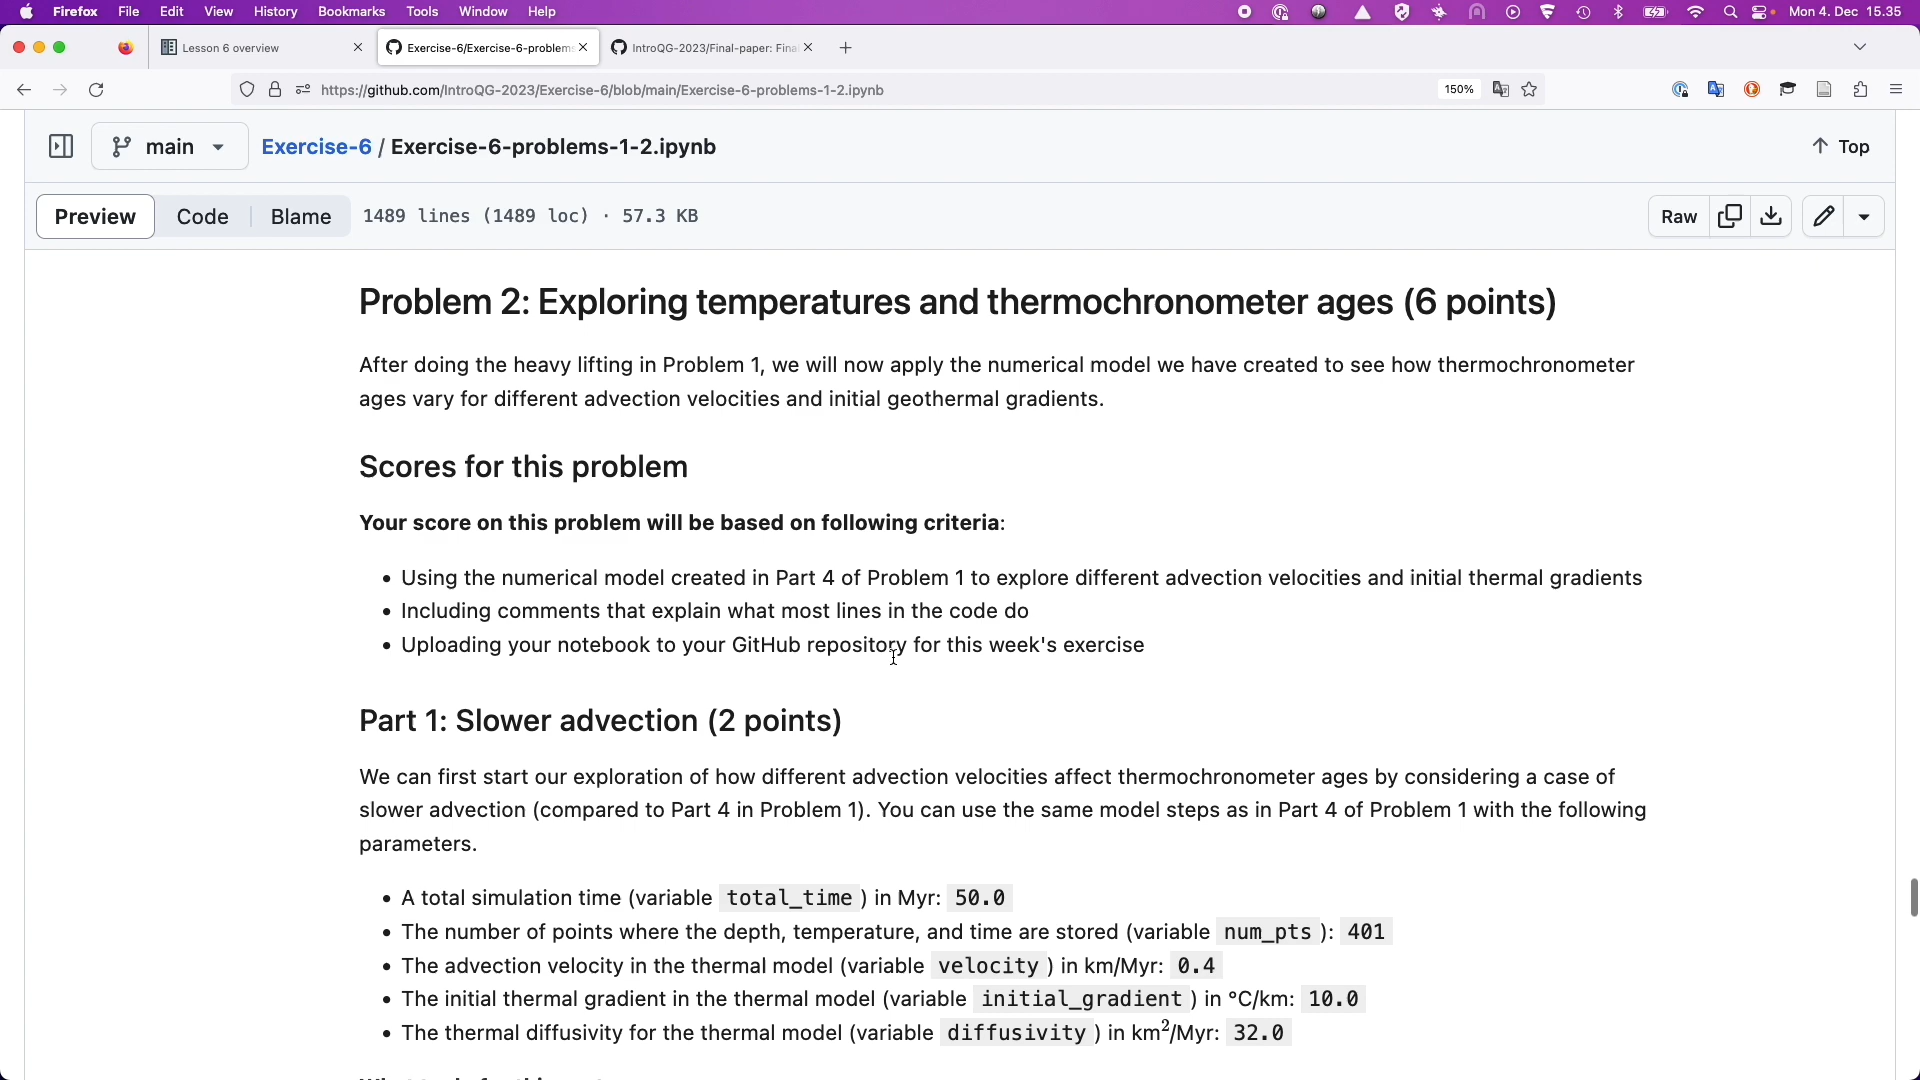 Firefox File Edit View History Bookmarks Tools Window Help Mon 4. Dec 15.35
Lesson 6 overview
Exercise-6/Exercise-6-problem
IntroQG-2023/Final-paper: Fina
https://github.com/IntroQG-2023/Exercise-6/blob/main/Exercise-6-problems-1-2.ipynb 150%
main Exercise-6 / Exercise-6-problems-1-2.ipynb Top
Preview Code Blame 1489 lines (1489 loc) · 57.3 KB Raw
Problem 2: Exploring temperatures and thermochronometer ages (6 points)
After doing the heavy lifting in Problem 1, we will now apply the numerical model we have created to see how thermochronometer
ages vary for different advection velocities and initial geothermal gradients.
Scores for this problem
Your score on this problem will be based on following criteria:
• Using the numerical model created in Part 4 of Problem 1 to explore different advection velocities and initial thermal gradients
• Including comments that explain what most lines in the code do
• Uploading your notebook to your GitHub repository for this week's exercise
Part 1: Slower advection (2 points)
We can first start our exploration of how different advection velocities affect thermochronometer ages by considering a case of
slower advection (compared to Part 4 in Problem 1). You can use the same model steps as in Part 4 of Problem 1 with the following
parameters.
• A total simulation time (variable total_time ) in Myr: 50.0
• The number of points where the depth, temperature, and time are stored (variable num_pts ): 401
• The advection velocity in the thermal model (variable velocity ) in km/Myr: 0.4
• The initial thermal gradient in the thermal model (variable initial_gradient ) in °C/km: 10.0
• The thermal diffusivity for the thermal model (variable diffusivity ) in km²/Myr: 32.0